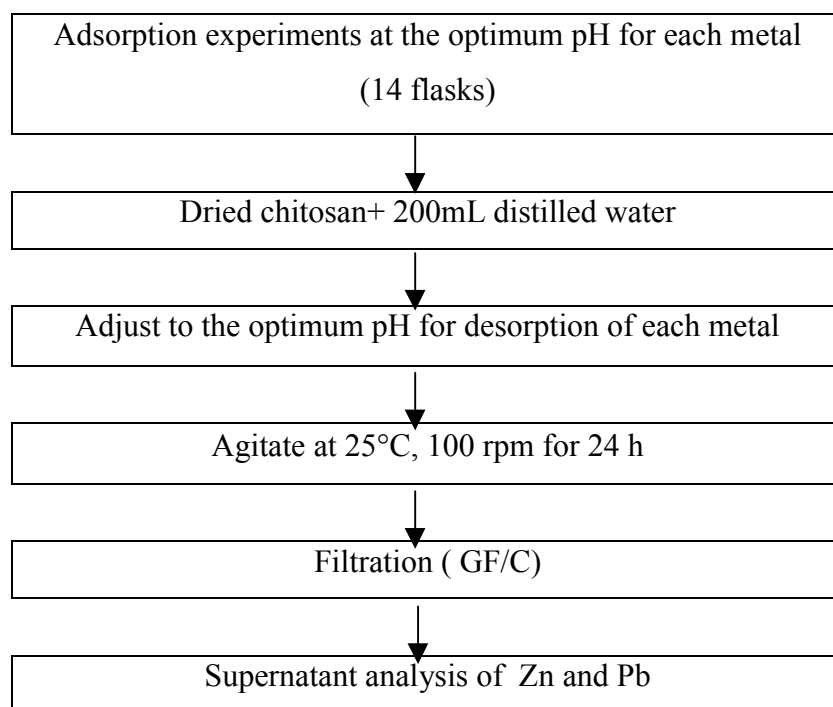 Adsorption experiments at the optimum pH for each metal
(14 flasks)
Dried chitosan+ 200mL distilled water
Adjust to the optimum pH for desorption of each metal
Agitate at 25°C, 100 rpm for 24 h
Filtration ( GF/C)
Supernatant analysis of  Zn and Pb